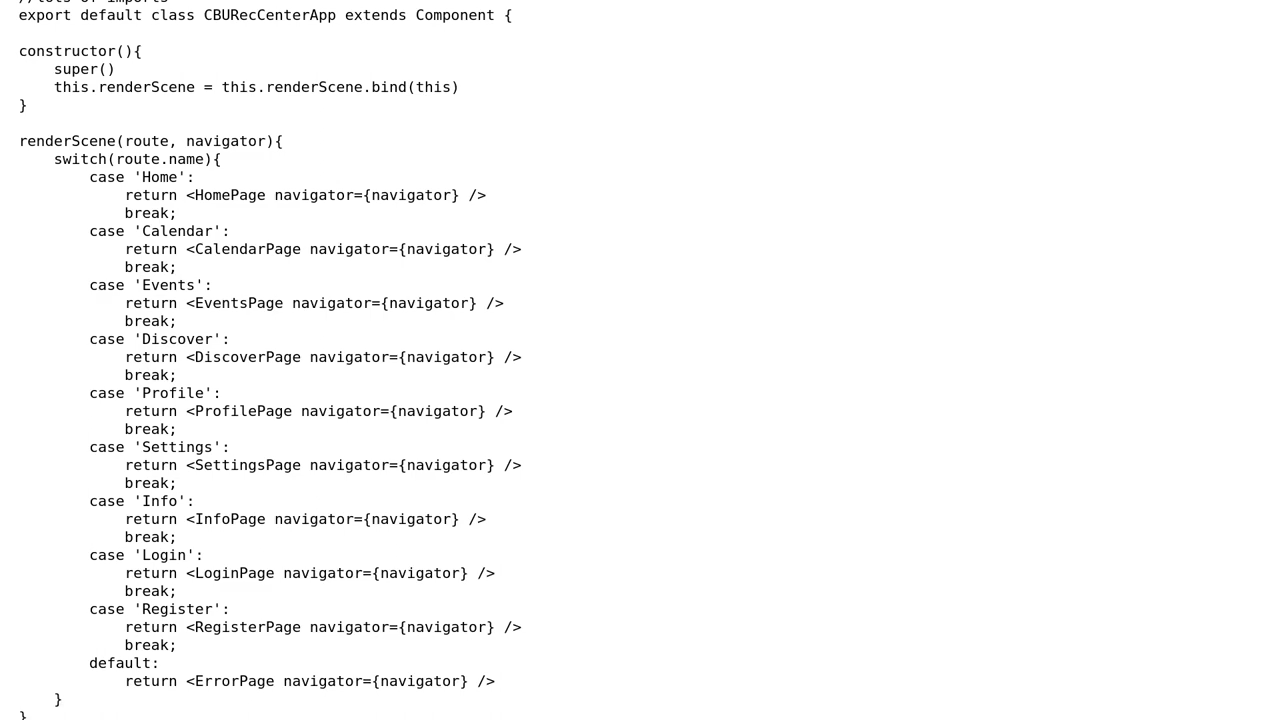 //lots of imports
export default class CBURecCenterApp extends Component {
constructor(){
    super()
    this.renderScene = this.renderScene.bind(this)
}
renderScene(route, navigator){
    switch(route.name){
        case 'Home':
            return <HomePage navigator={navigator} />
            break;
        case 'Calendar':
            return <CalendarPage navigator={navigator} />
            break;
        case 'Events':
            return <EventsPage navigator={navigator} />
            break;
        case 'Discover':
            return <DiscoverPage navigator={navigator} />
            break;
        case 'Profile':
            return <ProfilePage navigator={navigator} />
            break;
        case 'Settings':
            return <SettingsPage navigator={navigator} />
            break;
        case 'Info':
            return <InfoPage navigator={navigator} />
            break;
        case 'Login':
            return <LoginPage navigator={navigator} />
            break;
        case 'Register':
            return <RegisterPage navigator={navigator} />
            break;
        default:
            return <ErrorPage navigator={navigator} />
    }
}